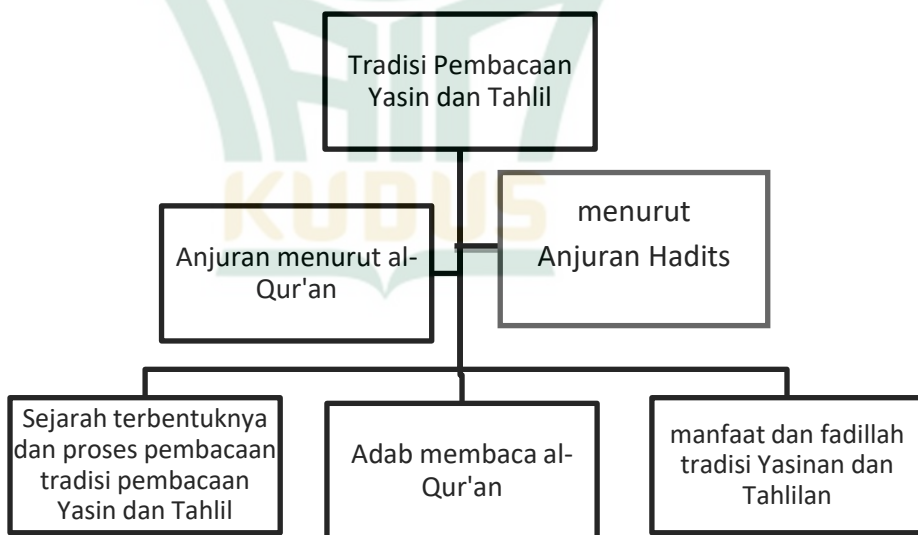 Tradisi Pembacaan
Yasin dan Tahlil
KUDUS
menurut
Anjuran Hadits
Anjuran menurut al-
Qur'an
Sejarah terbentuknya
dan proses pembacaan
tradisi pembacaan
Yasin dan Tahlil
Adab membaca al-
Qur'an
manfaat dan fadillah
tradisi Yasinan dan
Tahlilan